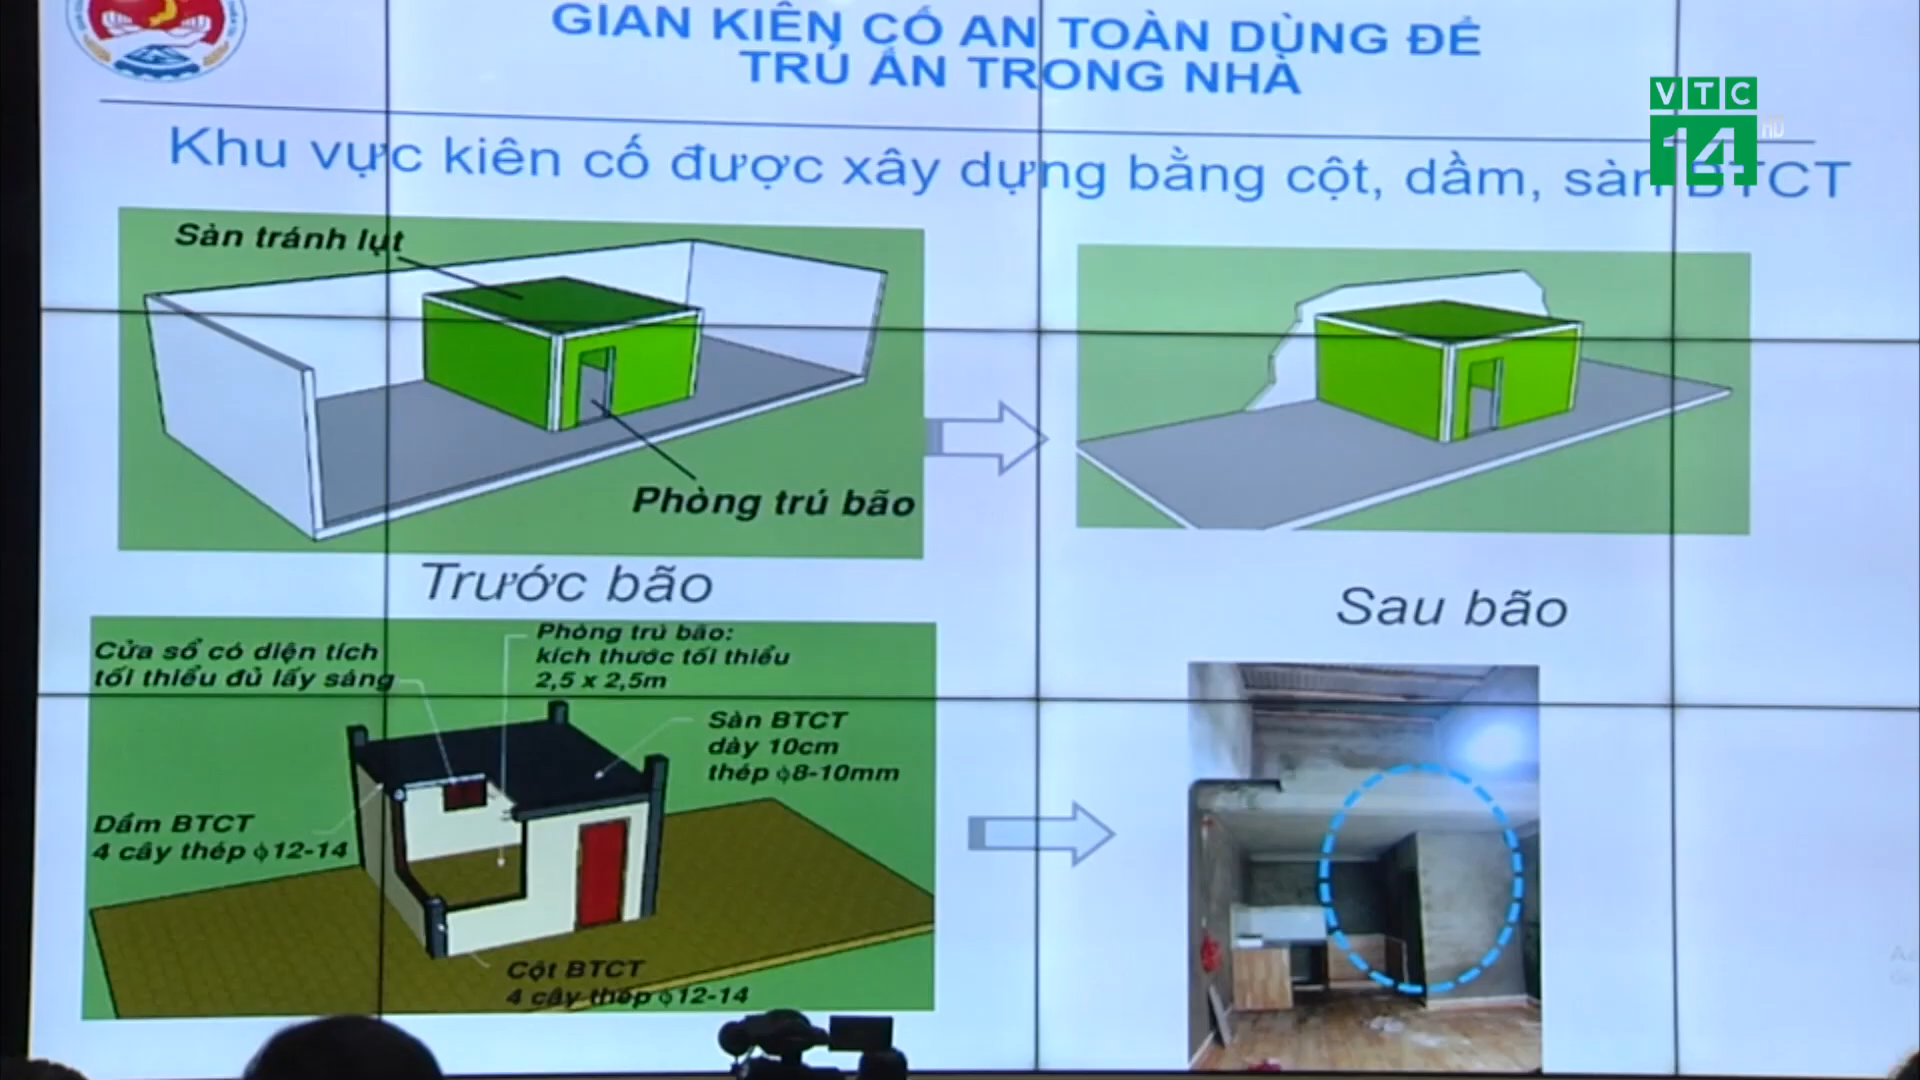 GIAN KIÊN CỐ AN TOÀN DÙNG ĐỂ
TRÚ ẨN TRONG NHÀ
VTC
14
HD
Khu vực kiên cố được xây dựng bằng cột, dầm, sàn BTCT
Sàn tránh lụt
Phòng trú bão
Trước bão
Sau bão
Cửa sổ có diện tích
tối thiểu đủ lấy sáng
Phòng trú bão:
kích thước tối thiểu
2,5 x 2,5m
Sàn BTCT
dày 10cm
thép ϕ8-10mm
Dầm BTCT
4 cây thép ϕ12-14
Cột BTCT
4 cây thép ϕ12-14